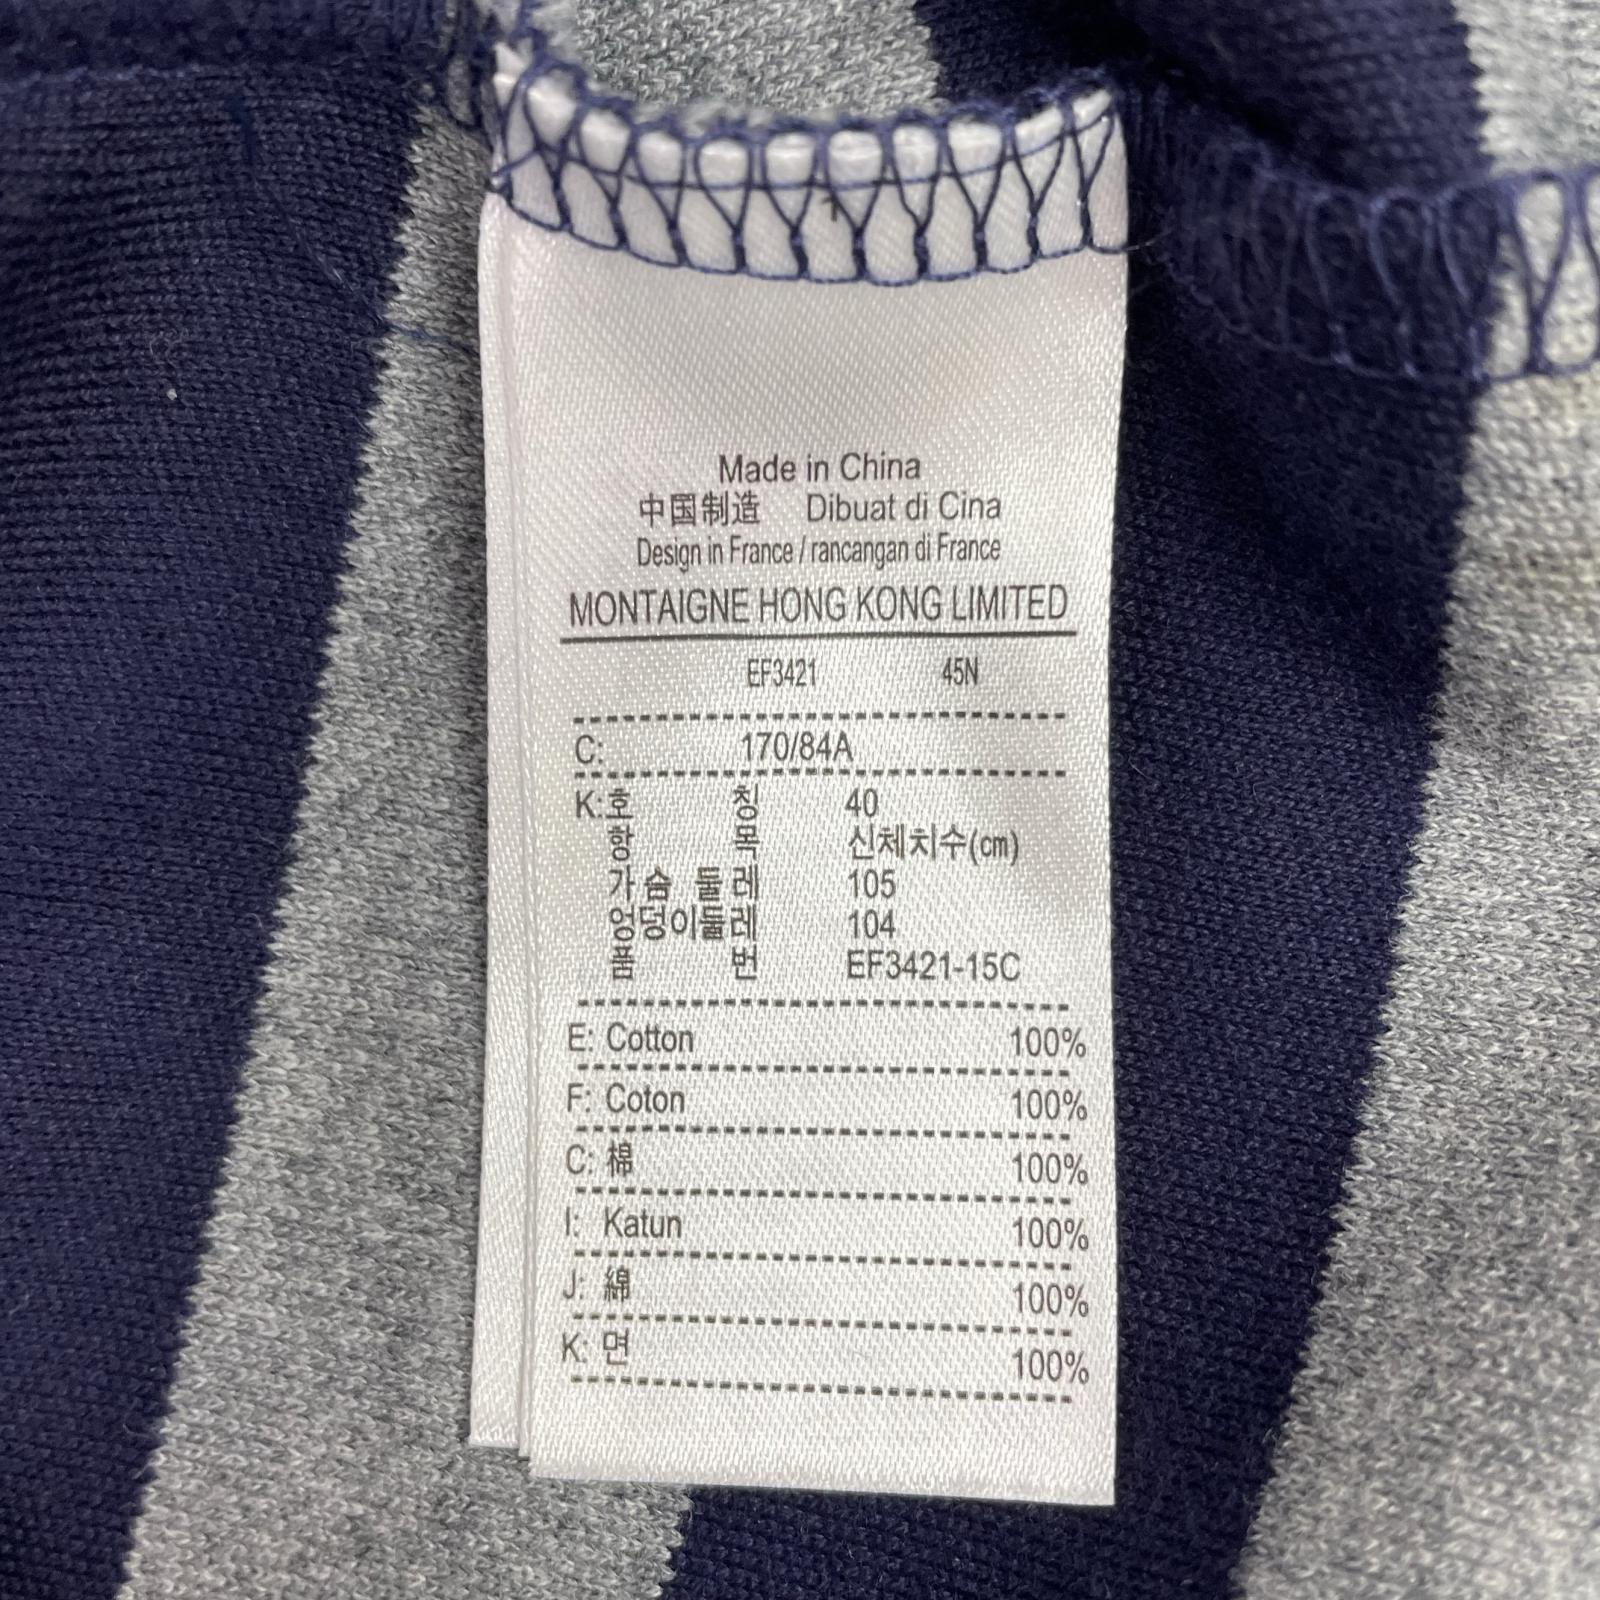 Made in China
中国制造 Dibuat di Cina
Design in France / rancangan di France
MONTAIGNE HONG KONG LIMITED
EF3421 45N
C: 170/84A
K: 호 칭 40
항 목 신체치수(cm)
가슴 둘레 105
엉덩이둘레 104
품 번 EF3421-15C
E: Cotton 100%
F: Coton 100%
C: 棉 100%
I: Katun 100%
J: 綿 100%
K: 면 100%